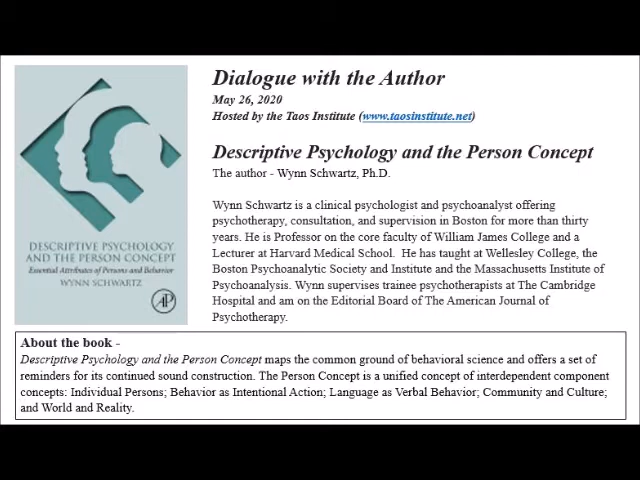 Dialogue with the Author
May 26, 2020
Hosted by the Taos Institute (www.taosinstitute.net)
Descriptive Psychology and the Person Concept
The author - Wynn Schwartz, Ph.D.
Wynn Schwartz is a clinical psychologist and psychoanalyst offering
psychotherapy, consultation, and supervision in Boston for more than thirty
years. He is Professor on the core faculty of William James College and a
Lecturer at Harvard Medical School.  He has taught at Wellesley College, the
Boston Psychoanalytic Society and Institute and the Massachusetts Institute of
Psychoanalysis. Wynn supervises trainee psychotherapists at The Cambridge
Hospital and am on the Editorial Board of The American Journal of
Psychotherapy.
DESCRIPTIVE PSYCHOLOGY
AND THE PERSON CONCEPT
Essential Attributes of Persons and Behavior
WYNN SCHWARTZ
AP
About the book -
Descriptive Psychology and the Person Concept maps the common ground of behavioral science and offers a set of
reminders for its continued sound construction. The Person Concept is a unified concept of interdependent component
concepts: Individual Persons; Behavior as Intentional Action; Language as Verbal Behavior; Community and Culture;
and World and Reality.